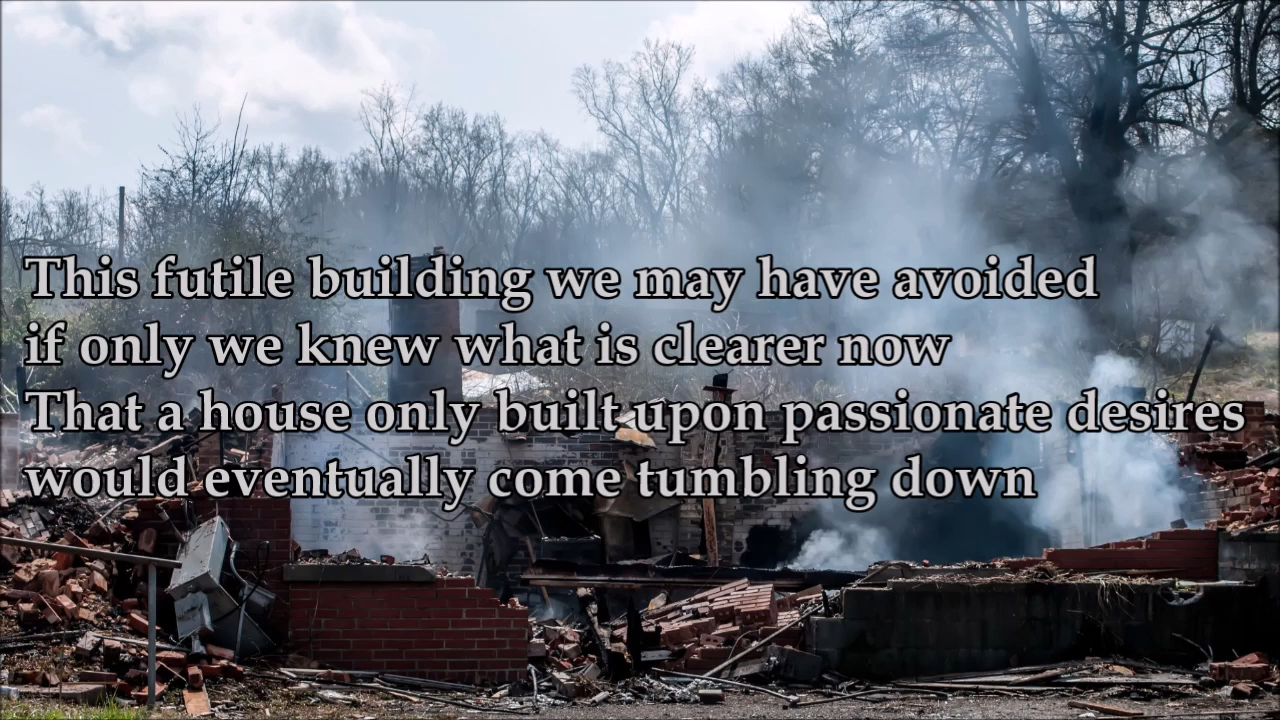 This futile building we may have avoided
if only we knew what is clearer now
That a house only built upon passionate desires
would eventually come tumbling down